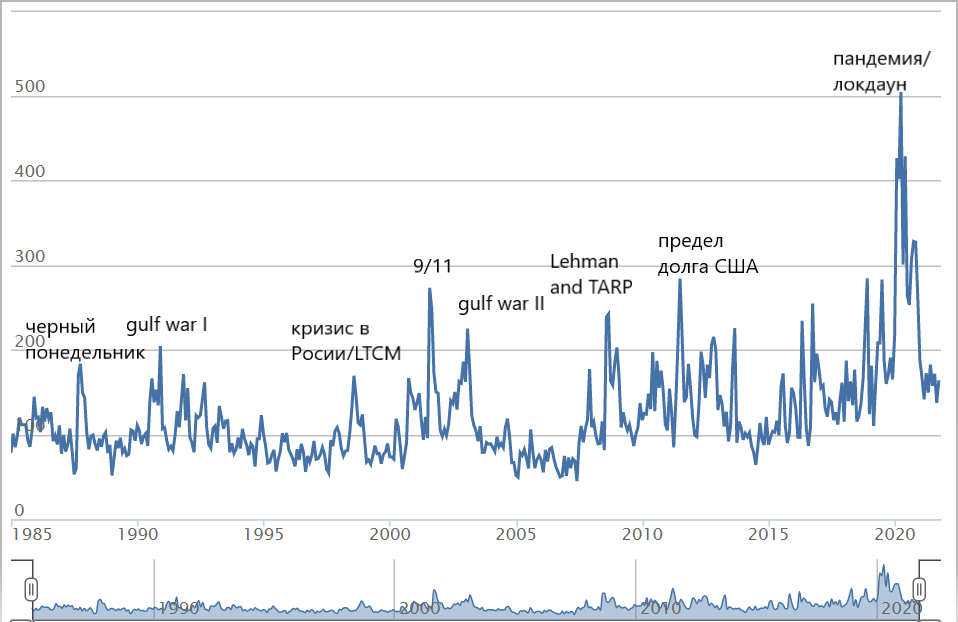 пандемия/
локдаун
500
400
предел
долга США
300
9/11
Lehman
and TARP
gulf war II
черный
понедельник
gulf war I
кризис в
Росии/LTCM
200
100
0
1985 1990 1995 2000 2005 2010 2015 2020
1990 2000 2010 2020